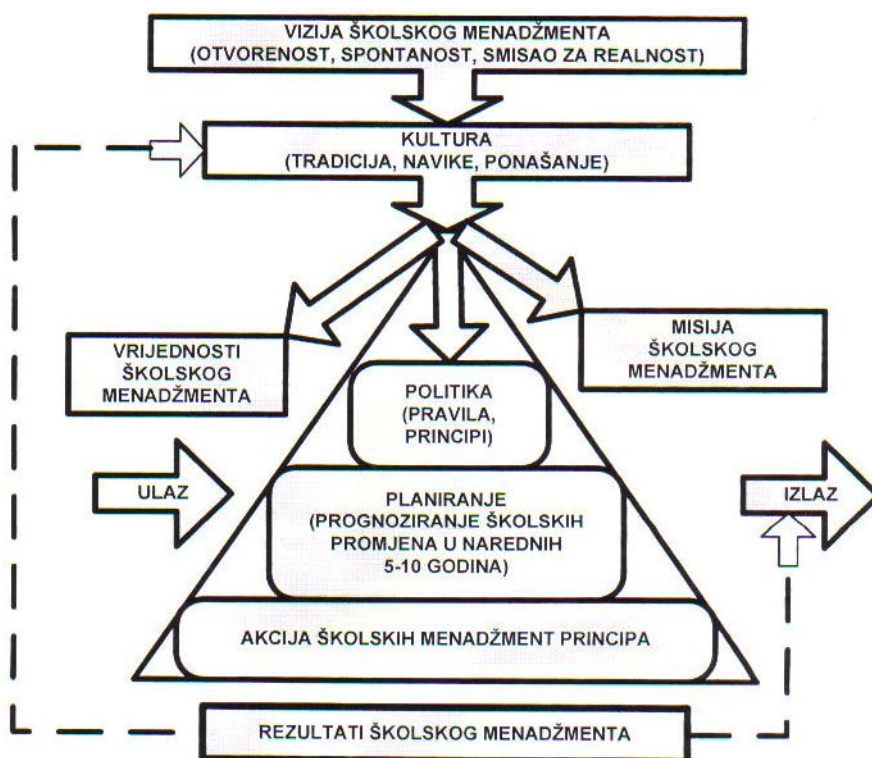 VIZIJA ŠKOLSKOG MENADŽMENTA
(OTVORENOST, SPONTANOST, SMISAO ZA REALNOST)
KULTURA
(TRADICIJA, NAVIKE, PONAŠANJE)
VRIJEDNOSTI
ŠKOLSKOG
MENADŽMENTA
MISIJA
ŠKOLSKOG
MENADŽMENTA
POLITIKA
(PRAVILA,
PRINCIPI)
ULAZ
PLANIRANJE
(PROGNOZIRANJE ŠKOLSKIH
PROMJENA U NAREDNIH
5-10 GODINA)
IZLAZ
AKCIJA ŠKOLSKIH MENADŽMENT PRINCIPA
REZULTATI ŠKOLSKOG MENADŽMENTA